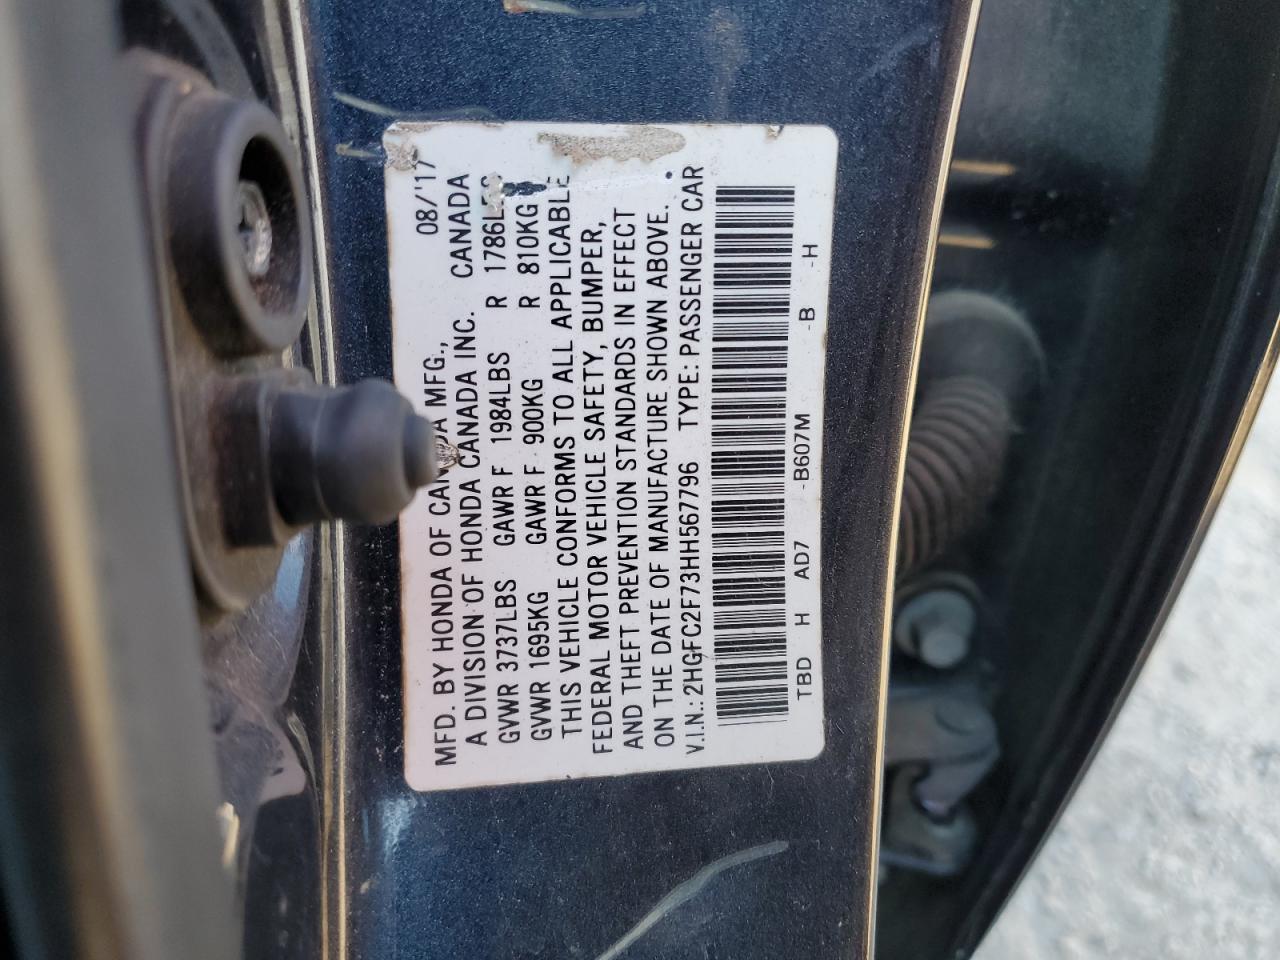 MFD. BY HONDA OF CANADA MFG., 08/'17
A DIVISION OF HONDA CANADA INC. CANADA
GVWR 3737LBS GAWR F 1984LBS R 1786LBS
GVWR 1695KG GAWR F 900KG R 810KG
THIS VEHICLE CONFORMS TO ALL APPLICABLE
FEDERAL MOTOR VEHICLE SAFETY, BUMPER,
AND THEFT PREVENTION STANDARDS IN EFFECT
ON THE DATE OF MANUFACTURE SHOWN ABOVE.
V.I.N.: 2HGFC2F73HH567796 TYPE: PASSENGER CAR
TBD H AD7 -B607M -B -H